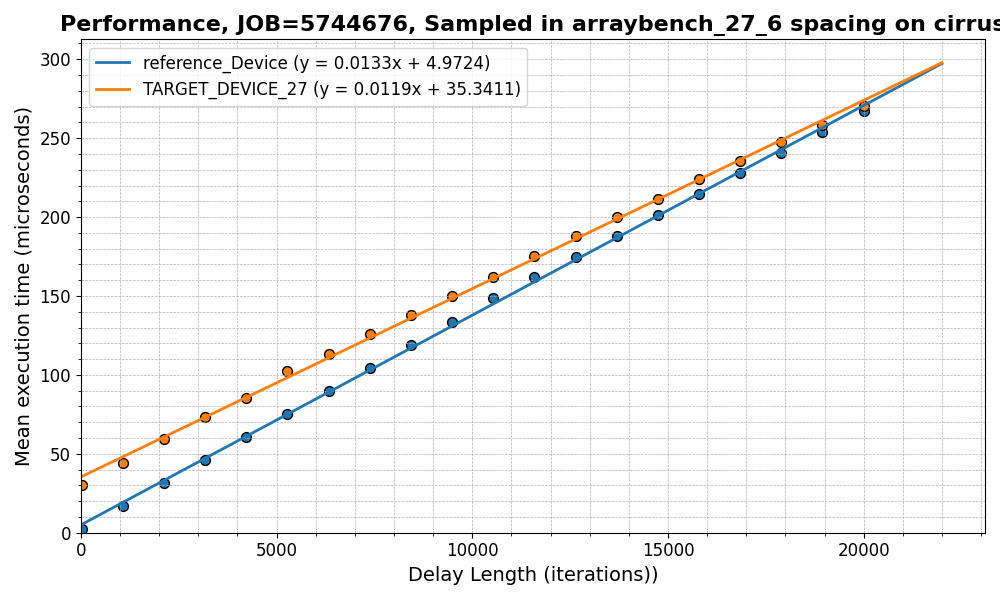 Performance, JOB=5744676, Sampled in arraybench_27_6 spacing on cirrus
reference_Device (y = 0.0133x + 4.9724)
TARGET_DEVICE_27 (y = 0.0119x + 35.3411)
Mean execution time (microseconds)
300
250
200
150
100
50
0
0 5000 10000 15000 20000
Delay Length (iterations))